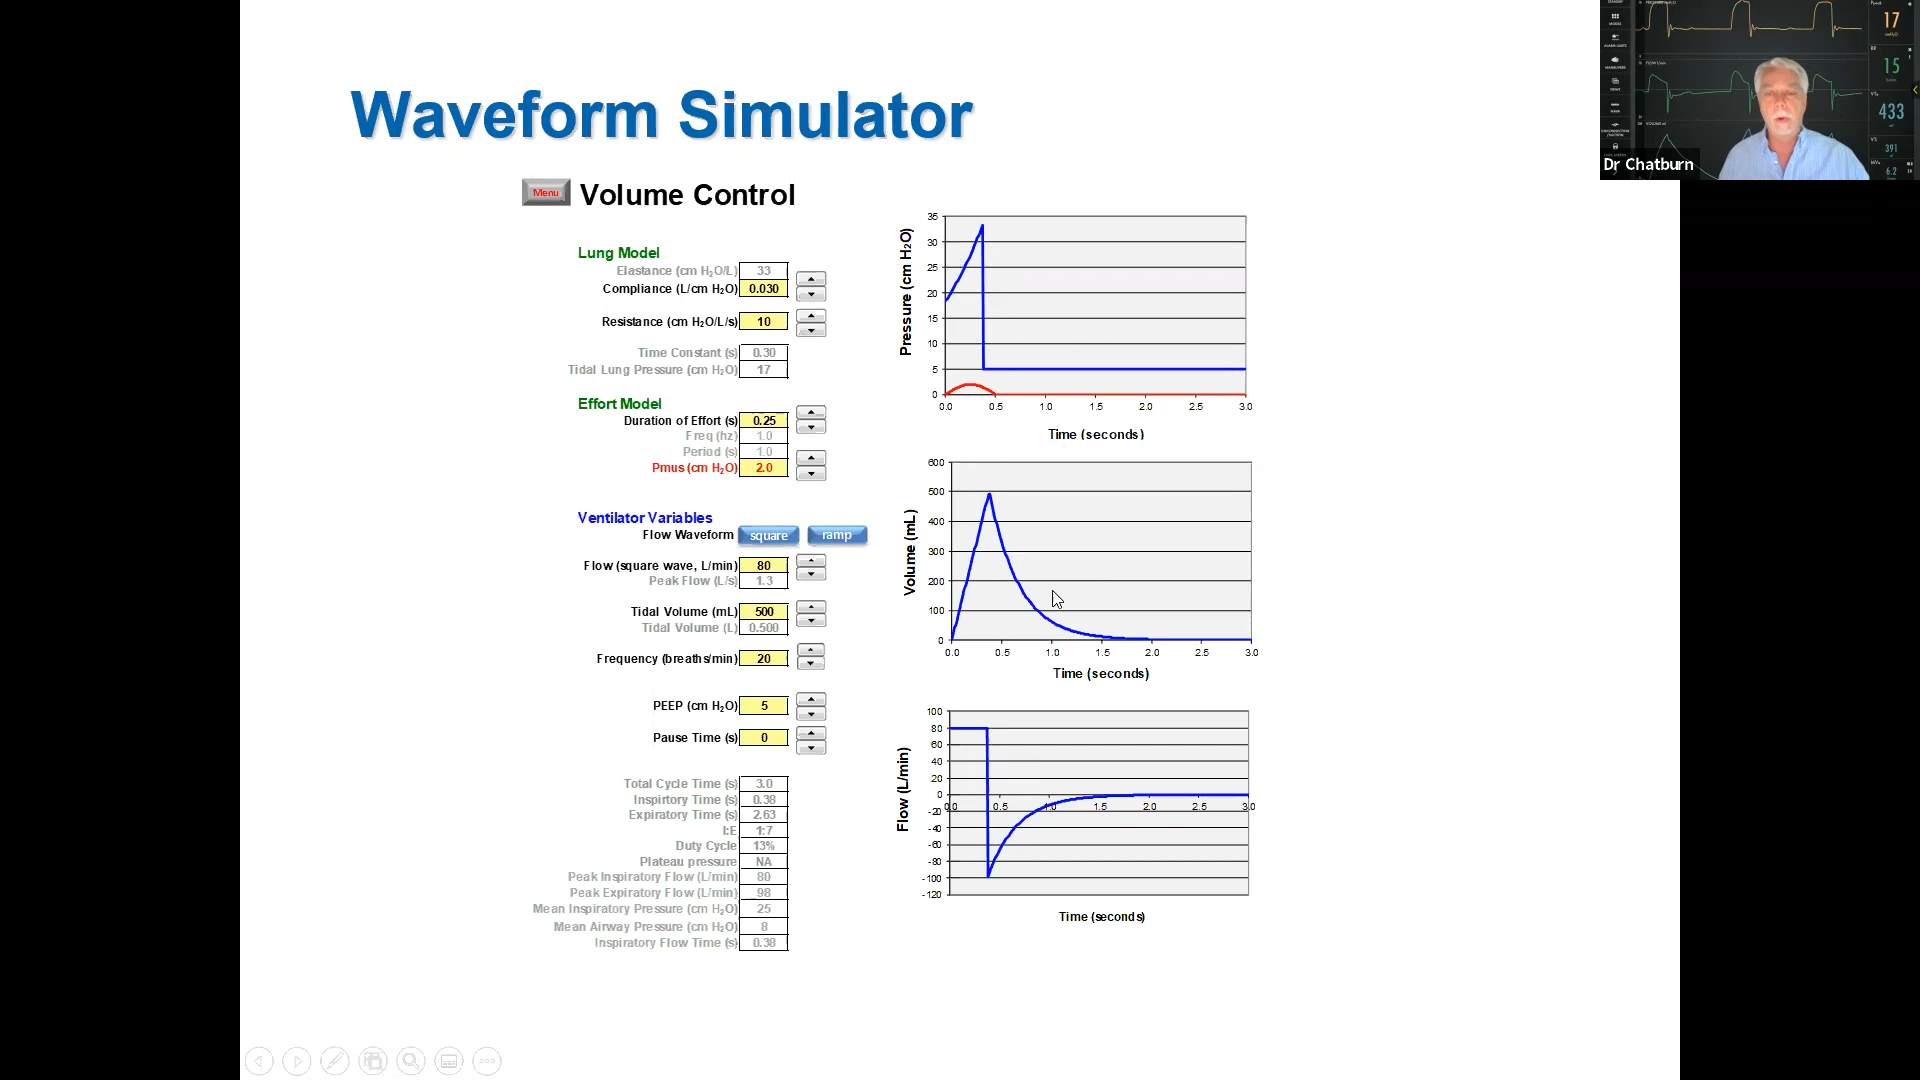 Waveform Simulator
Menu
Volume Control
Lung Model
Elastance (cm H₂O/L) 33
Compliance (L/cm H₂O) 0.030
Resistance (cm H₂O/L/s) 10
Time Constant (s) 0.30
Tidal Lung Pressure (cm H₂O) 17
Effort Model
Duration of Effort (s) 0.25
Freq (hz) 1.0
Period (s) 1.0
Pmus (cm H₂O) 2.0
Ventilator Variables
Flow Waveform square ramp
Flow (square wave, L/min) 80
Peak Flow (L/s) 1.3
Tidal Volume (mL) 500
Tidal Volume (L) 0.500
Frequency (breaths/min) 20
PEEP (cm H₂O) 5
Pause Time (s) 0
Total Cycle Time (s) 3.0
Inspirtory Time (s) 0.38
Expiratory Time (s) 2.63
I:E 1:7
Duty Cycle 13%
Plateau pressure NA
Peak Inspiratory Flow (L/min) 80
Peak Expiratory Flow (L/min) 98
Mean Inspiratory Pressure (cm H₂O) 25
Mean Airway Pressure (cm H₂O) 8
Inspiratory Flow Time (s) 0.38
Pressure (cm H₂O)
35
30
25
20
15
10
5
0
0.0 0.5 1.0 1.5 2.0 2.5 3.0
Time (seconds)
Volume (mL)
600
500
400
300
200
100
0
0.0 0.5 1.0 1.5 2.0 2.5 3.0
Time (seconds)
Flow (L/min)
100
80
60
40
20
0
0.0 0.5 1.0 1.5 2.0 2.5 3.0
-20
-40
-60
-80
-100
-120
Time (seconds)
17
15
433
391
6.2
Dr Chatburn